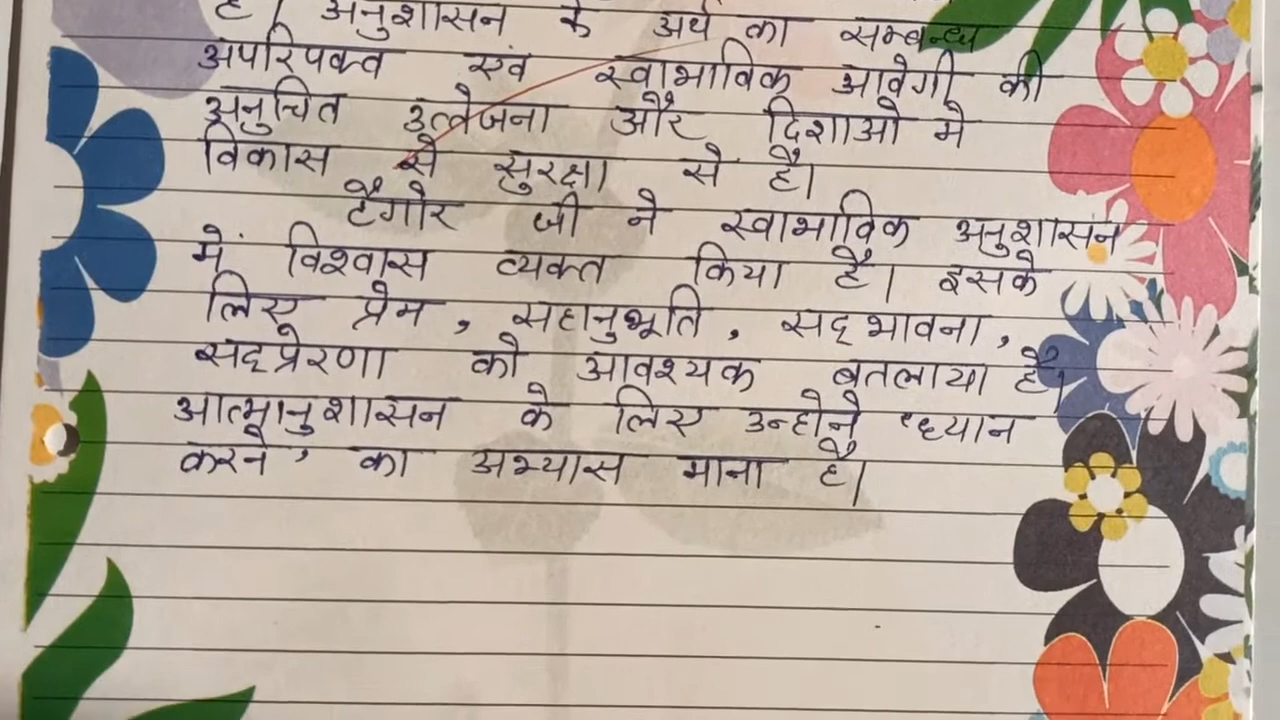 है। अनुशासन के अर्थ का सम्बन्ध
अपरिपक्व एवं स्वाभाविक आवेगी की
अनुचित उत्तेजना और दिशाओ मे
विकास से सुरक्षा से है।
टैगोर जी ने स्वाभाविक अनुशासन
में विश्वास व्यक्त किया है। इसके
लिए प्रेम, सहानुभूति, सद्भावना,
सद्प्रेरणा को आवश्यक बतलाया है।
आत्मानुशासन के लिए उन्होने 'ध्यान
करने' का अभ्यास माना है।